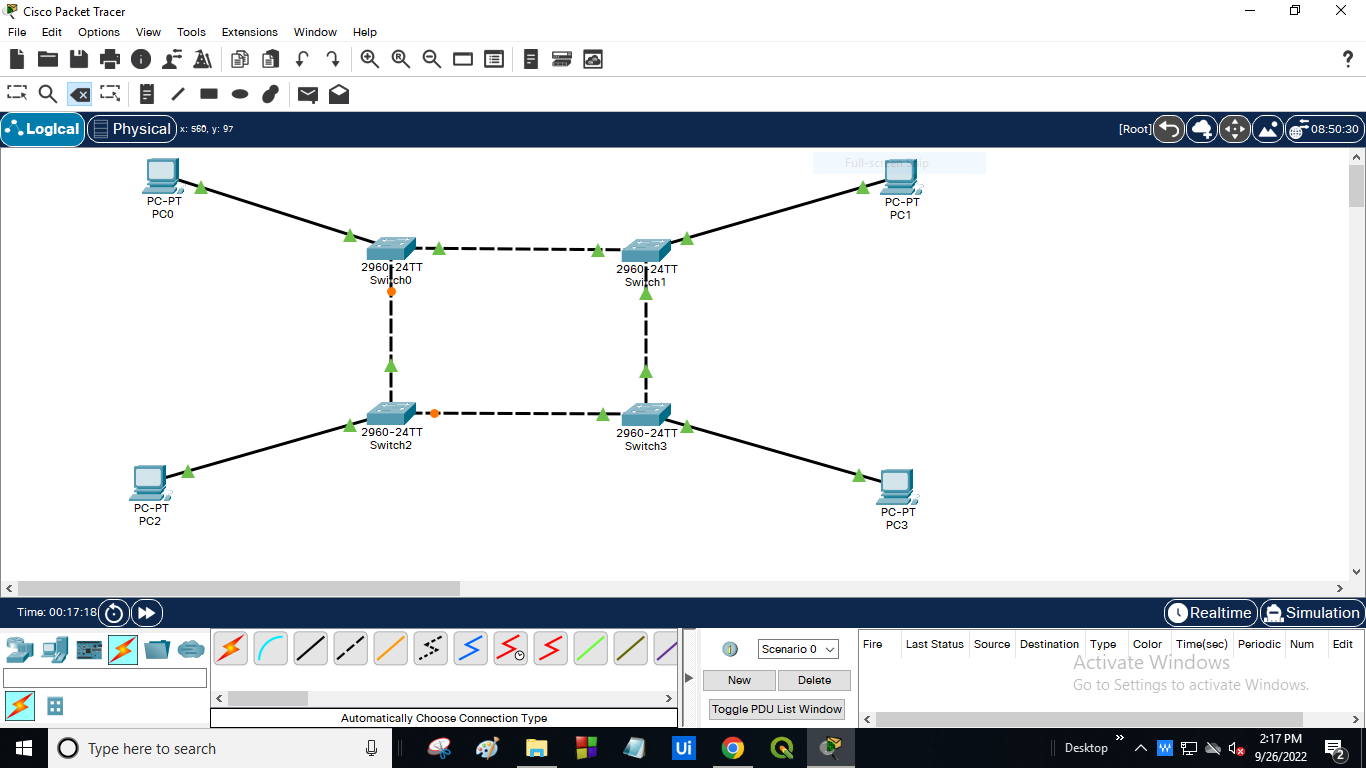 Cisco Packet Tracer
File Edit Options View Tools Extensions Window Help
Logical Physical x: 560, y: 97 [Root] 08:50:30
Full-screen Snip
PC-PT
PC0
PC-PT
PC1
2960-24TT
Switch0
2960-24TT
Switch1
2960-24TT
Switch2
2960-24TT
Switch3
PC-PT
PC2
PC-PT
PC3
Time: 00:17:18 Realtime Simulation
Scenario 0
New Delete
Toggle PDU List Window
Fire Last Status Source Destination Type Color Time(sec) Periodic Num Edit
Activate Windows
Go to Settings to activate Windows.
Automatically Choose Connection Type
Type here to search
Ui
Desktop
W
2:17 PM
9/26/2022
2